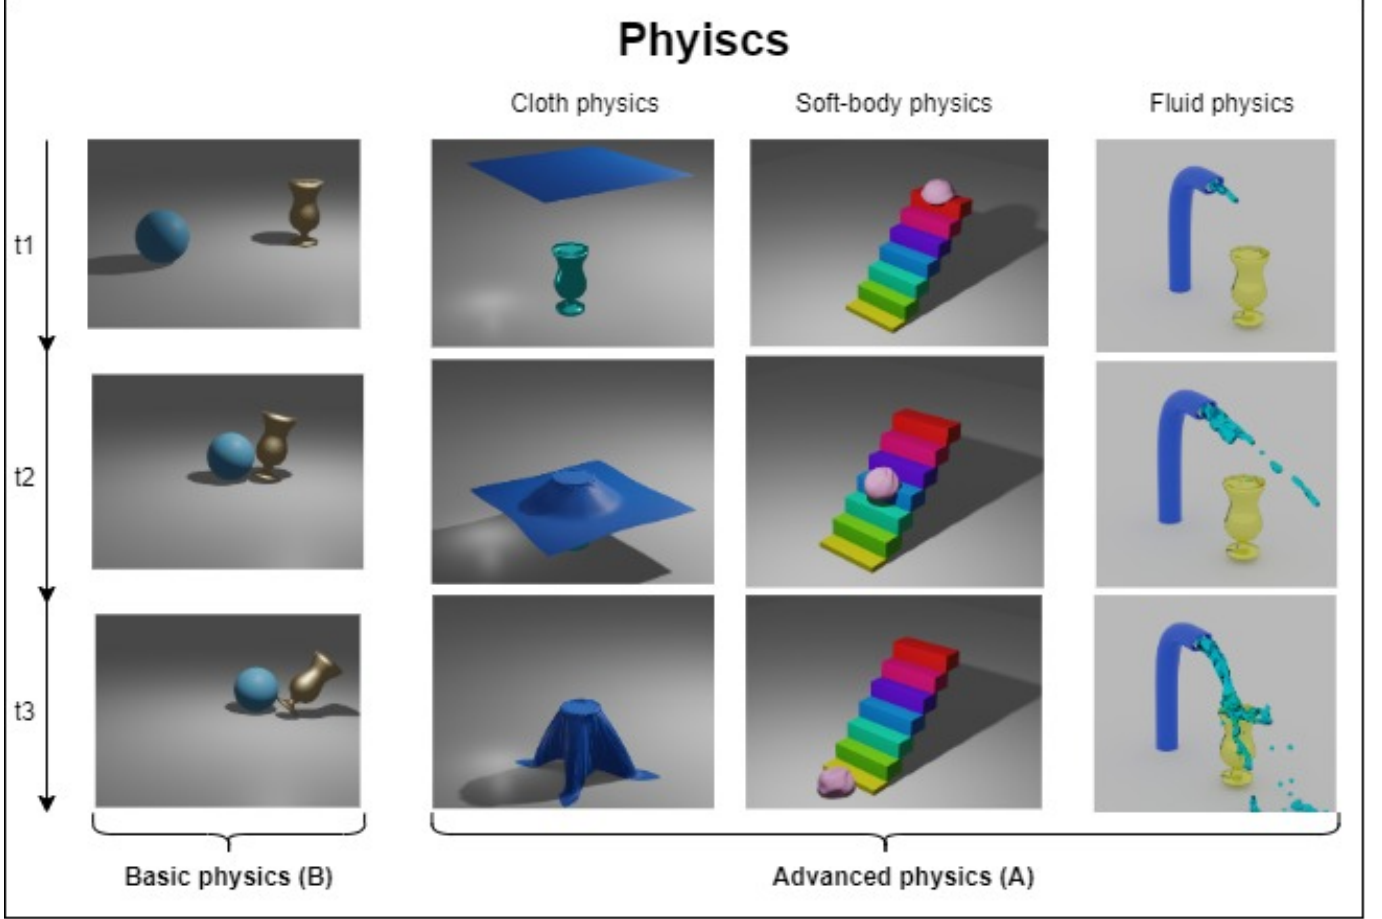 Phyiscs
Cloth physics
Soft-body physics
Fluid physics
t1
t2
t3
Basic physics (B)
Advanced physics (A)